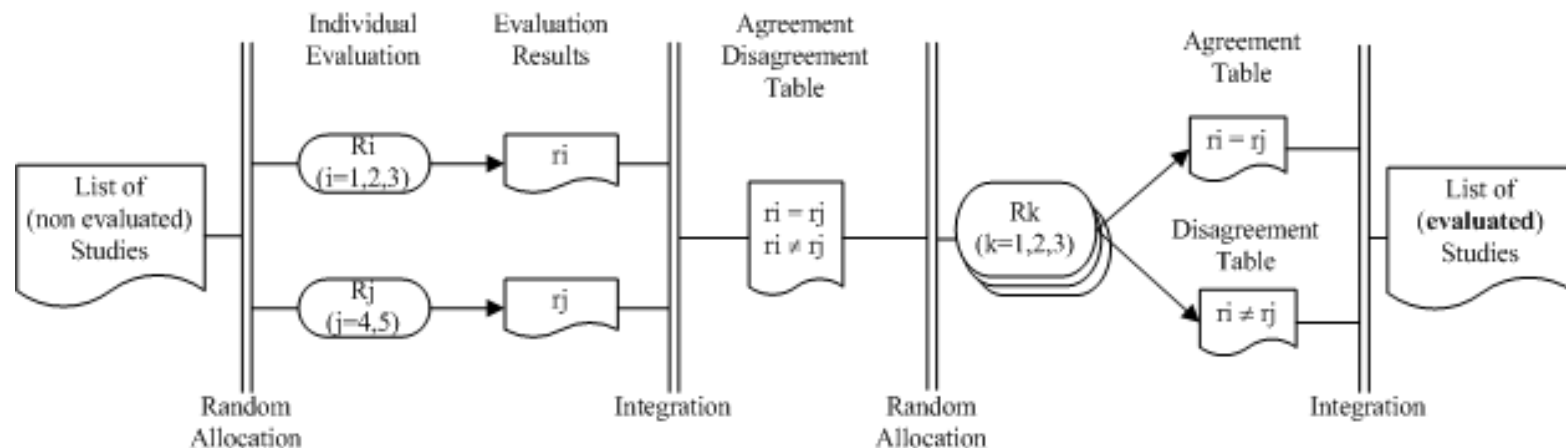 Individual
Evaluation
Evaluation
Results
Agreement
Disagreement
Table
Agreement
Table
List of
(non evaluated)
Studies
Ri
(i=1,2,3)
ri
Rj
(j=4,5)
rj
ri = rj
ri ≠ rj
Rk
(k=1,2,3)
ri = rj
Disagreement
Table
ri ≠ rj
List of
(evaluated)
Studies
Random
Allocation
Integration
Random
Allocation
Integration